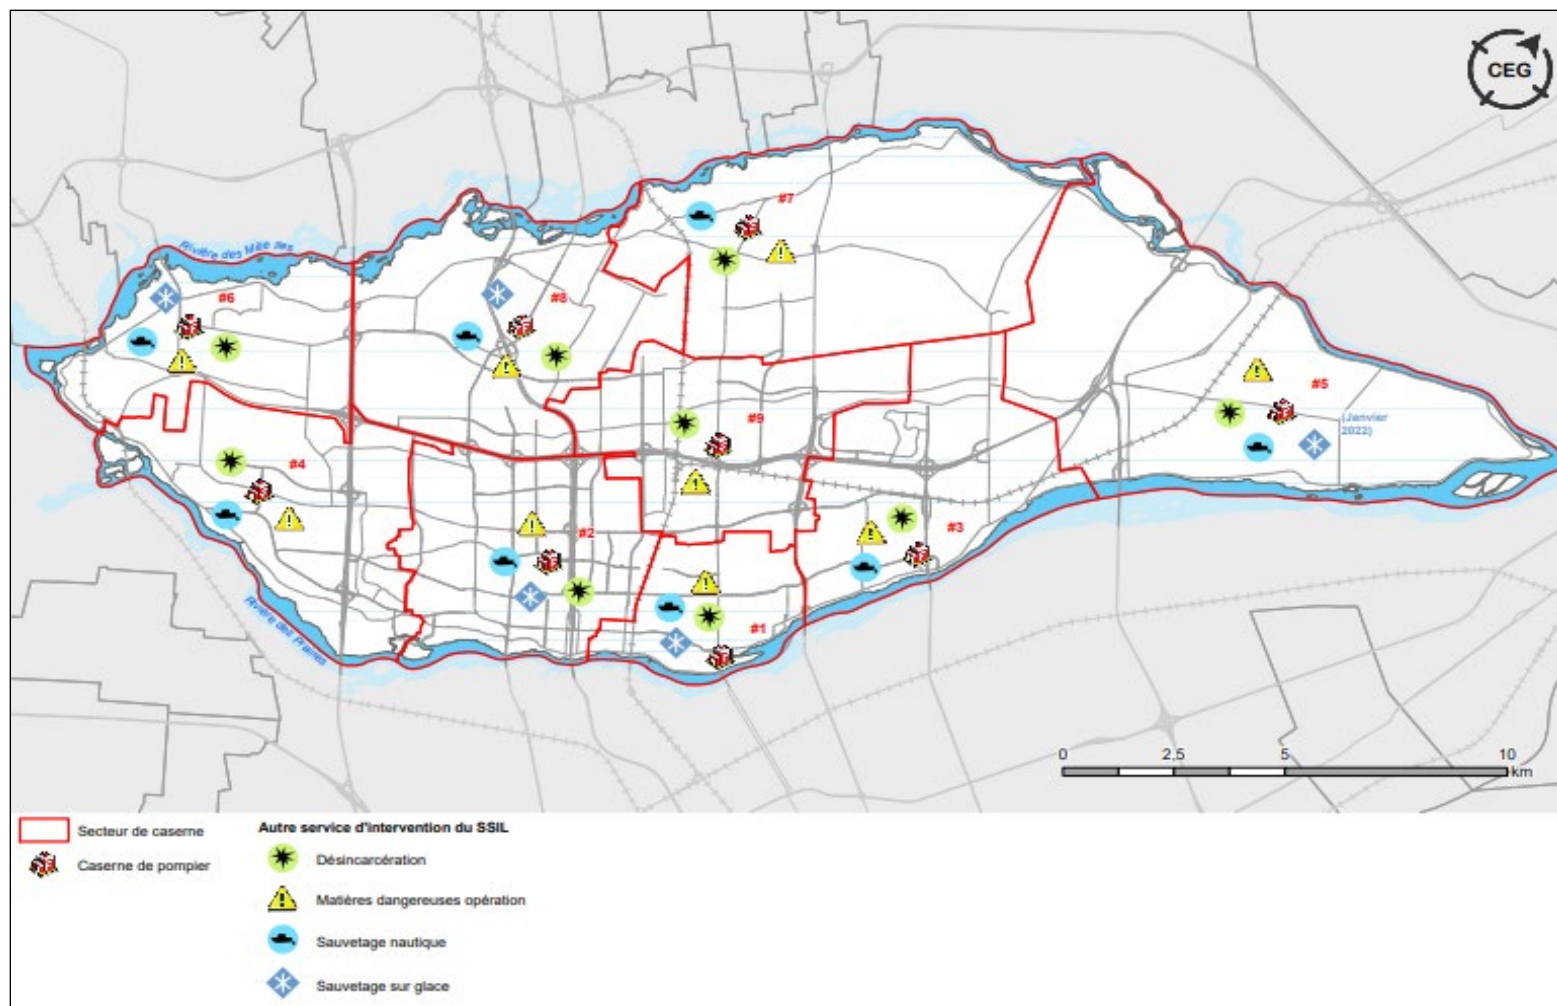 CEG
#7
Rivière des Mille Iles
#6
#8
#5
(Janvier
2022)
#9
#4
#2
#3
#1
Rivière des Prairies
0 2,5 5 10
km
Secteur de caserne
Caserne de pompier
Autre service d'intervention du SSIL
Désincarcération
Matières dangereuses opération
Sauvetage nautique
Sauvetage sur glace